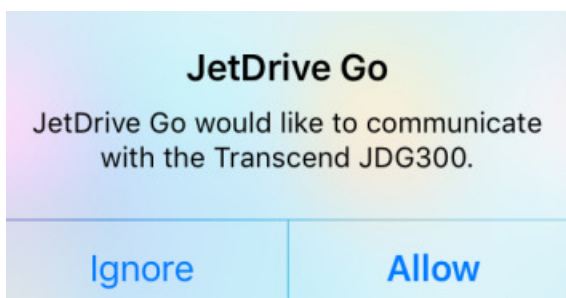 JetDrive Go
JetDrive Go would like to communicate
with the Transcend JDG300.
Ignore
Allow